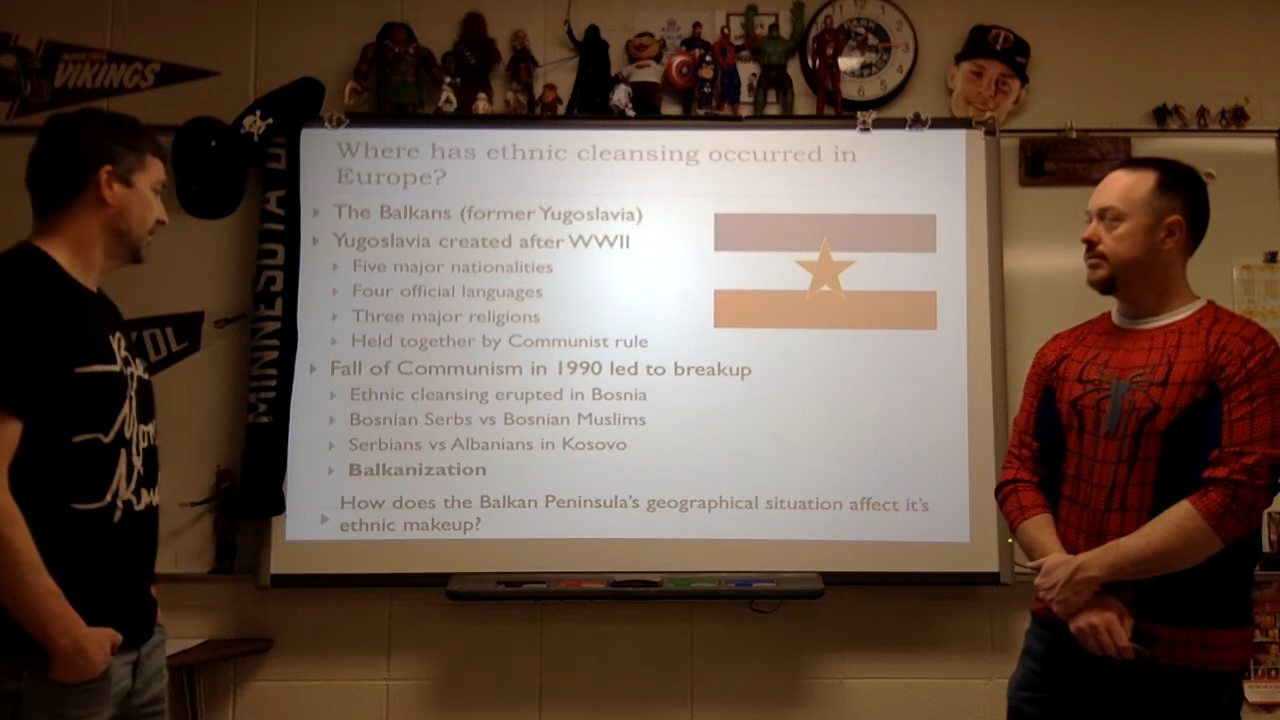 VIKINGS
MINNESOTA
KOL
Where has ethnic cleansing occurred in
Europe?
The Balkans (former Yugoslavia)
Yugoslavia created after WWII
Five major nationalities
Four official languages
Three major religions
Held together by Communist rule
Fall of Communism in 1990 led to breakup
Ethnic cleansing erupted in Bosnia
Bosnian Serbs vs Bosnian Muslims
Serbians vs Albanians in Kosovo
Balkanization
How does the Balkan Peninsula's geographical situation affect it's
ethnic makeup?